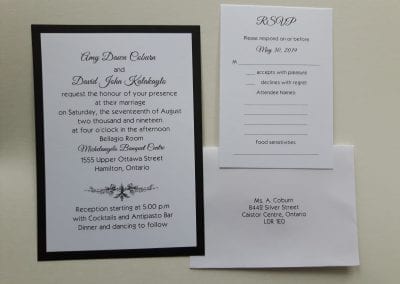 Amy Dawn Coburn
and
David John Kalakaylo
request the honour of your presence
at their marriage
on Saturday, the seventeenth of August
two thousand and nineteen
at four o'clock in the afternoon
Bellagio Room
Michelangelo Banquet Centre
1555 Upper Ottawa Street
Hamilton, Ontario
Reception starting at 5:00 p.m
with Cocktails and Antipasto Bar
Dinner and dancing to follow
RSVP
Please respond on or before
May 30, 2019
M
accepts with pleasure
declines with regret
Attendee Names
food sensitivities
Ms. A. Coburn
8449 Silver Street
Caistor Centre, Ontario
L0R 1E0